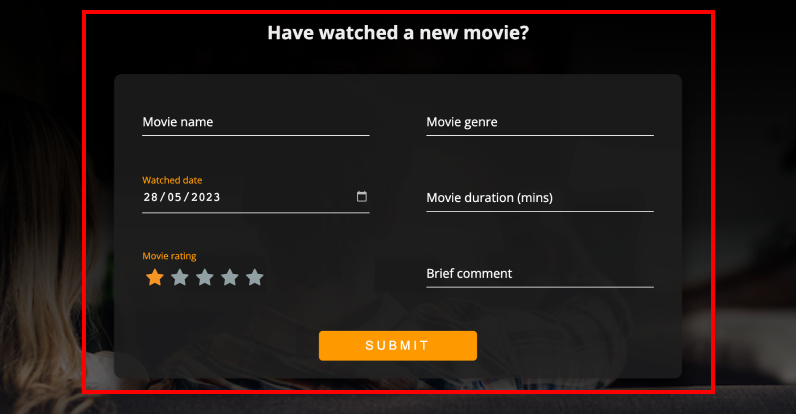 Have watched a new movie?
Movie name
Movie genre
Watched date
28/05/2023
Movie duration (mins)
Movie rating
Brief comment
SUBMIT